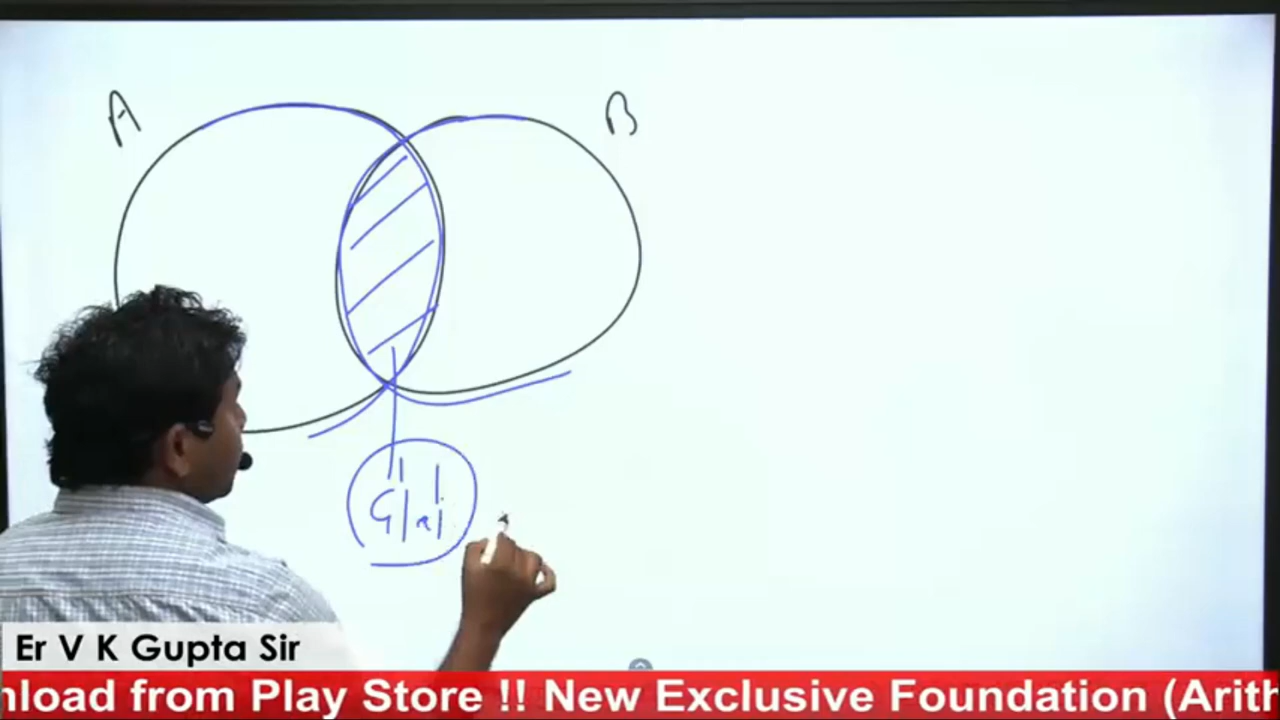 A
B
Er V K Gupta Sir
nload from Play Store !! New Exclusive Foundation (Arith